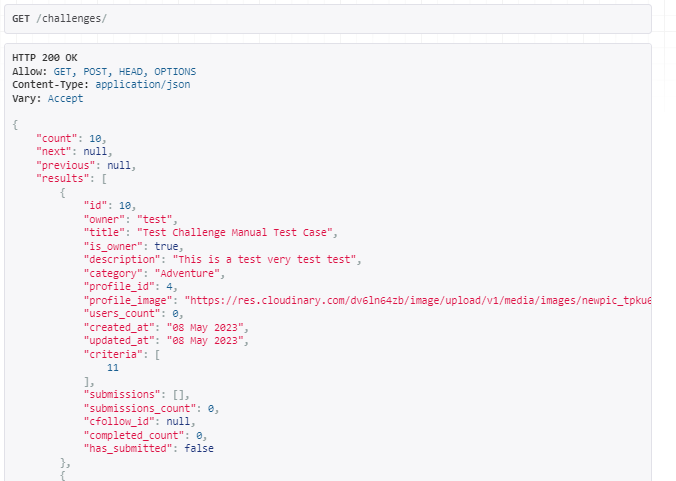 GET /challenges/
HTTP 200 OK
Allow: GET, POST, HEAD, OPTIONS
Content-Type: application/json
Vary: Accept
{
"count": 10,
"next": null,
"previous": null,
"results": [
{
"id": 10,
"owner": "test",
"title": "Test Challenge Manual Test Case",
"is_owner": true,
"description": "This is a test very test test",
"category": "Adventure",
"profile_id": 4,
"profile_image": "https://res.cloudinary.com/dv6ln64zb/image/upload/v1/media/images/newpic_tpku6
"users_count": 0,
"created_at": "08 May 2023",
"updated_at": "08 May 2023",
"criteria": [
11
],
"submissions": [],
"submissions_count": 0,
"cfollow_id": null,
"completed_count": 0,
"has_submitted": false
},
{